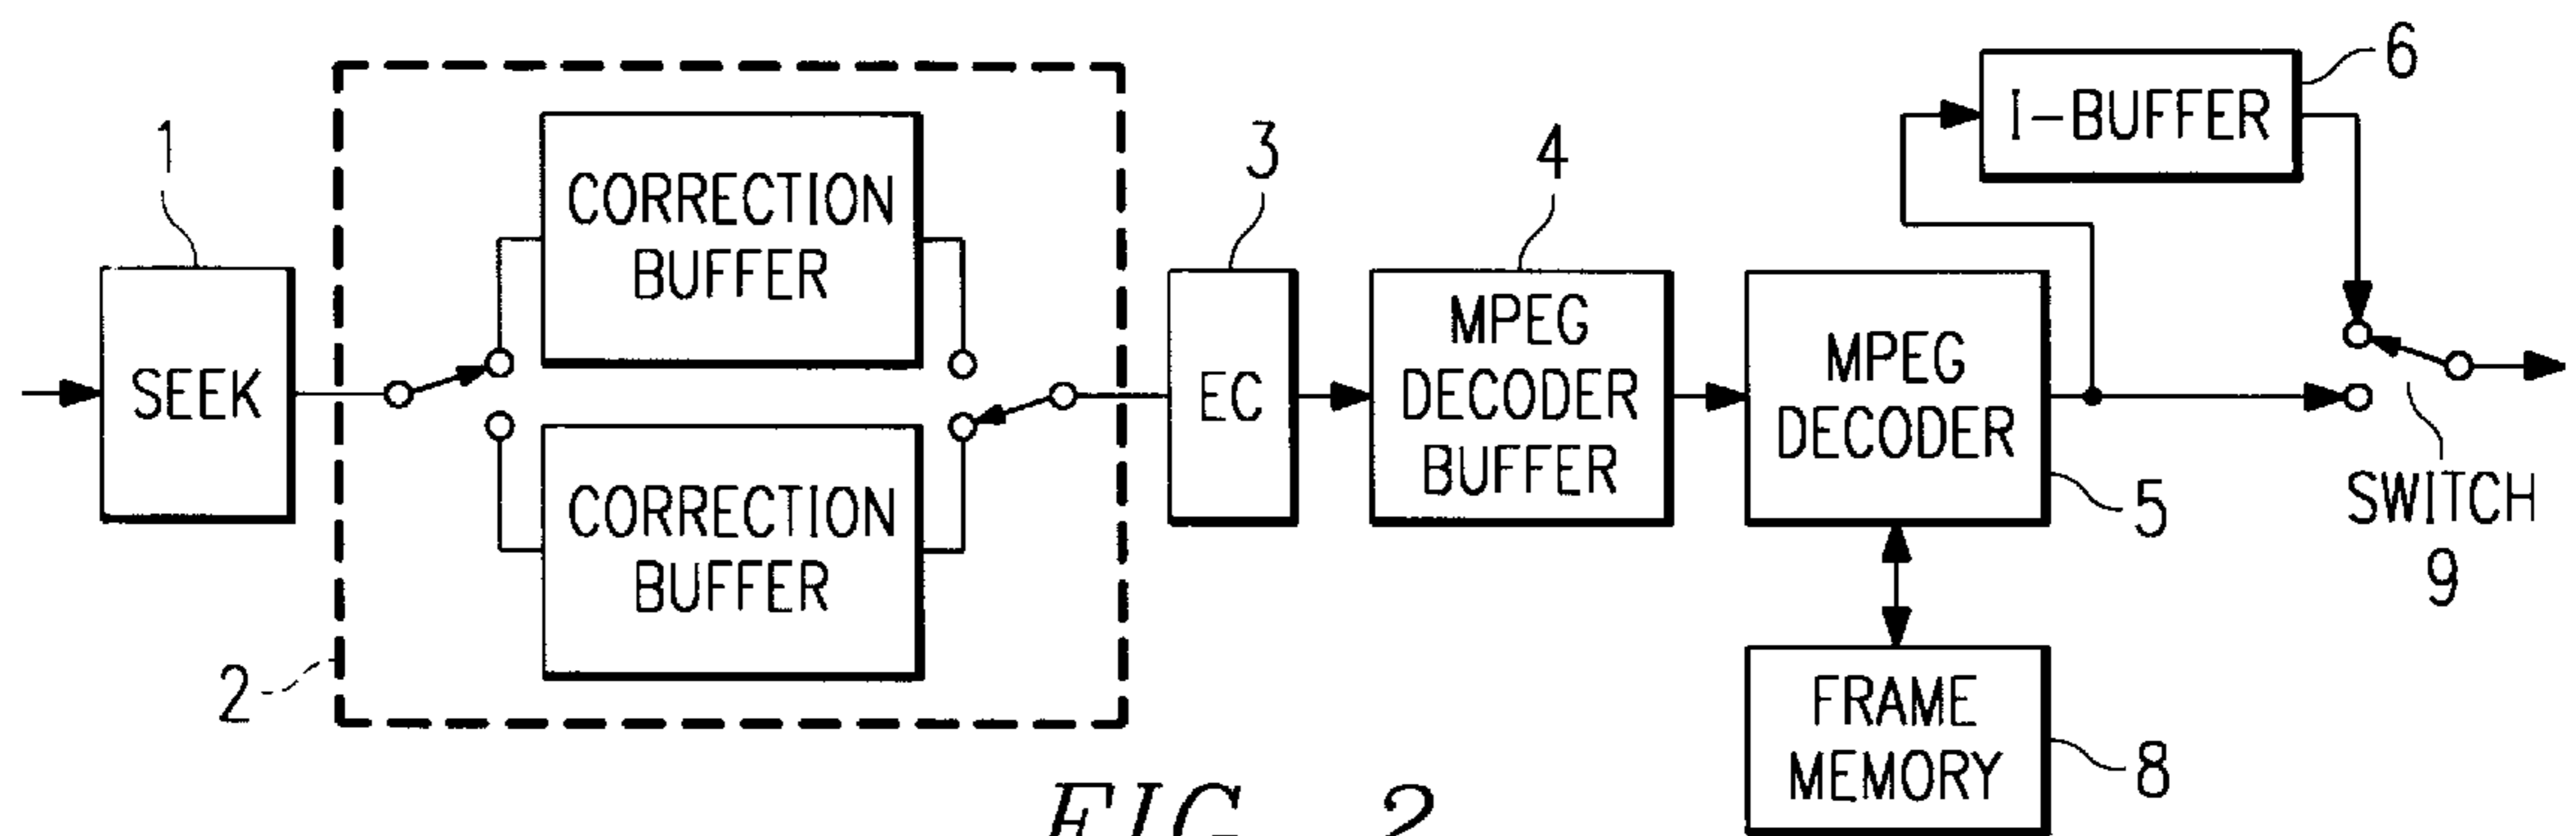 1
SEEK
2
CORRECTION
BUFFER
CORRECTION
BUFFER
3
EC
4
MPEG
DECODER
BUFFER
MPEG
DECODER
5
6
I-BUFFER
SWITCH
9
FRAME
MEMORY
8
FIG. 2